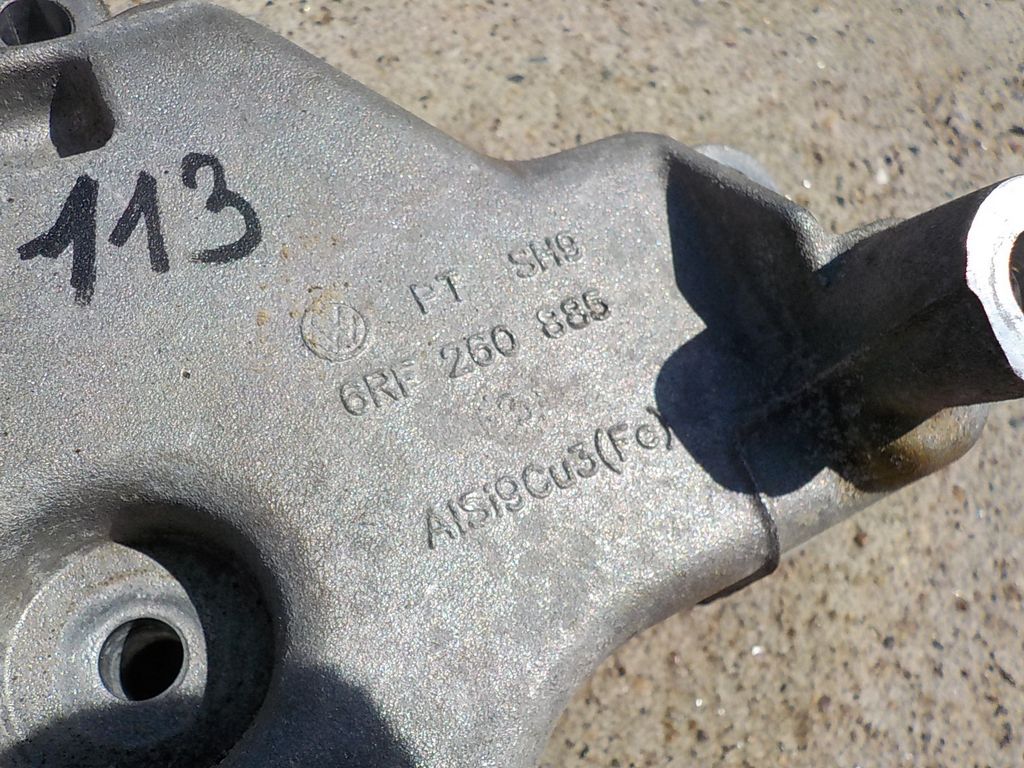 113
PT SH9
6RF 260 885
AlSi9Cu3(Fe)